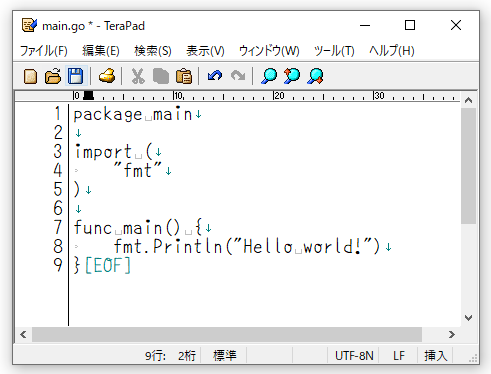 main.go * - TeraPad
ファイル(F) 編集(E) 検索(S) 表示(V) ウィンドウ(W) ツール(T) ヘルプ(H)
0 10 20 30
1 package␣main↓
2 ↓
3 import␣(↓
4     "fmt"↓
5 )↓
6 ↓
7 func␣main()␣{↓
8     fmt.Println("Hello␣world!")↓
9 }[EOF]
9行: 2桁 標準 UTF-8N LF 挿入